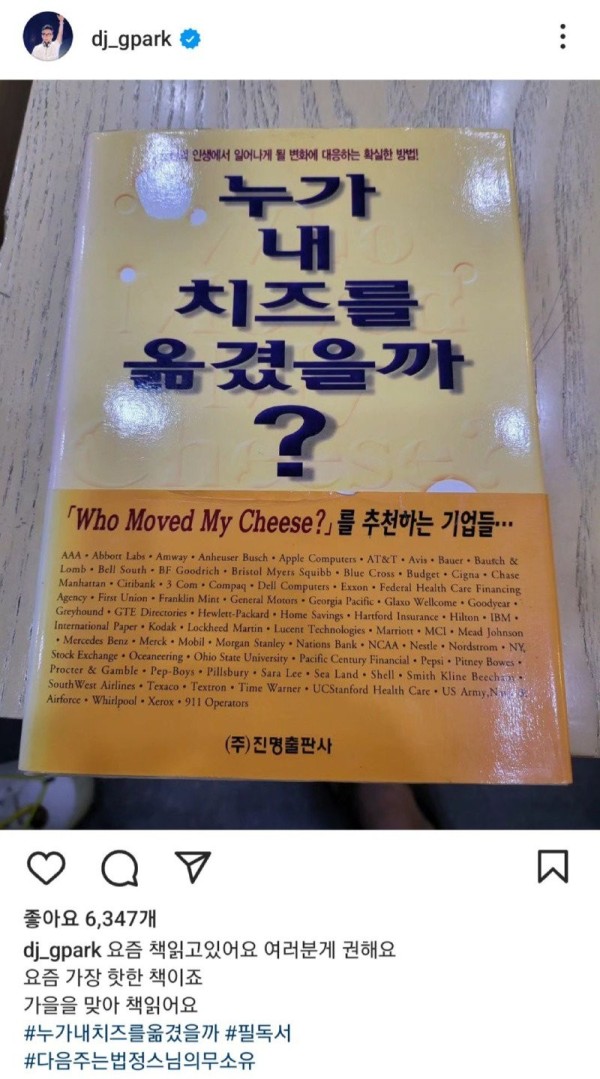 dj_gpark
인생에서 일어나게 될 변화에 대응하는 확실한 방법!
누가
내
치즈를
옮겼을까
?
「Who Moved My Cheese?」를 추천하는 기업들…
AAA • Abbott Labs • Amway • Anheuser Busch • Apple Computers • AT&T • Avis • Bauer • Bautch &
Lomb • Bell South • BF Goodrich • Bristol Myers Squibb • Blue Cross • Budget • Cigna • Chase
Manhattan • Citibank • 3 Com • Compaq • Dell Computers • Exxon • Federal Health Care Financing
Agency • First Union • Franklin Mint • General Motors • Georgia Pacific • Glaxo Wellcome • Goodyear •
Greyhound • GTE Directories • Hewlett-Packard • Home Savings • Hartford Insurance • Hilton • IBM •
International Paper • Kodak • Lockheed Martin • Lucent Technologies • Marriott • MCI • Mead Johnson
• Mercedes Benz • Merck • Mobil • Morgan Stanley • Nations Bank • NCAA • Nestle • Nordstrom • NY,
Stock Exchange • Oceaneering • Ohio State University • Pacific Century Financial • Pepsi • Pitney Bowes •
Procter & Gamble • Pep-Boys • Pillsbury • Sara Lee • Sea Land • Shell • Smith Kline Beecham •
SouthWest Airlines • Texaco • Textron • Time Warner • UCStanford Health Care • US Army,
Airforce • Whirlpool • Xerox • 911 Operators
(주)진명출판사
좋아요 6,347개
dj_gpark 요즘 책읽고있어요 여러분게 권해요
요즘 가장 핫한 책이죠
가을을 맞아 책읽어요
#누가내치즈를옮겼을까 #필독서
#다음주는법정스님의무소유